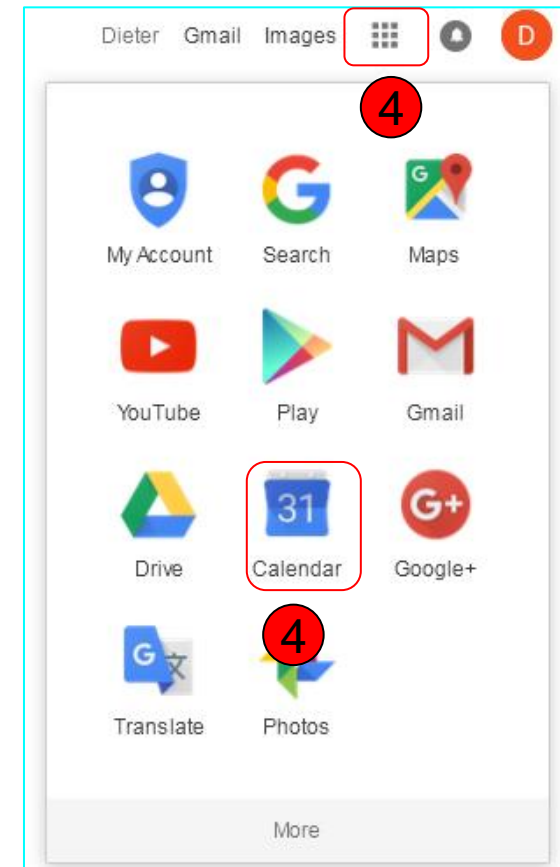 Dieter Gmail Images D
4
G
My Account Search Maps
YouTube Play Gmail
31 G+
Drive Calendar Google+
4
G 文
Translate Photos
More